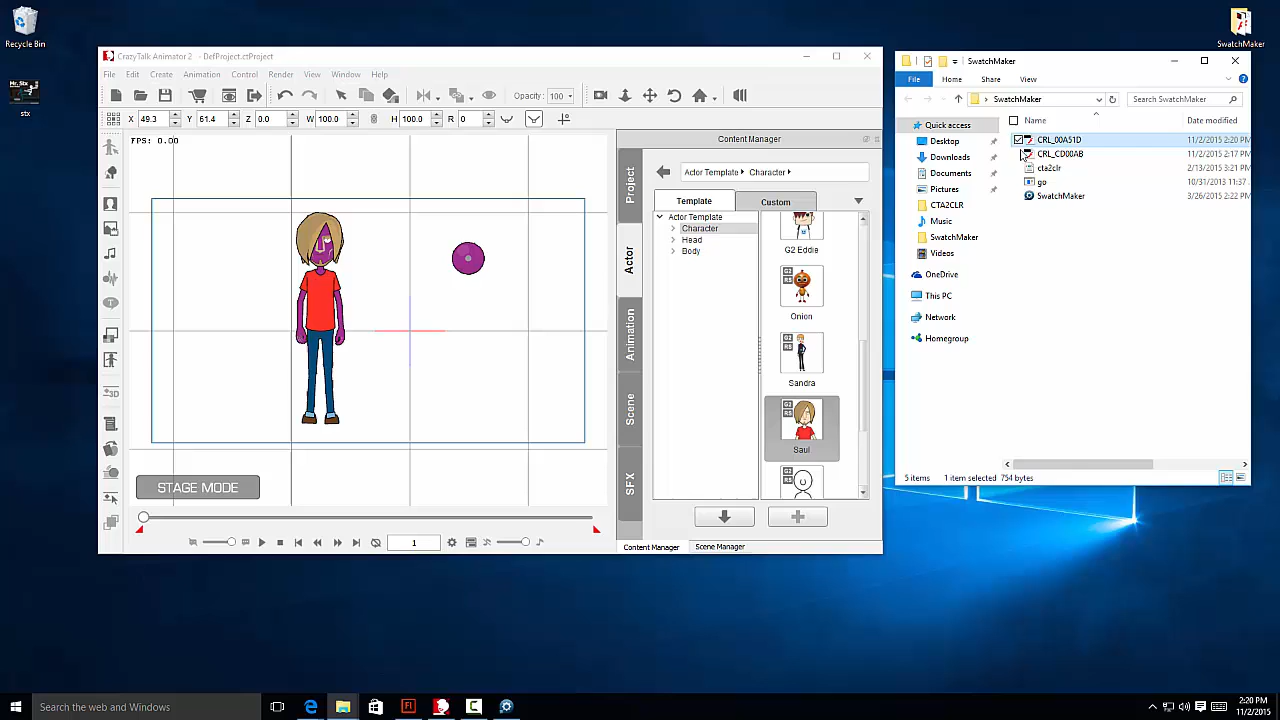 Recycle Bin
SwatchMaker
stx
CrazyTalk Animator 2 - DefProject.ctProject
File Edit Create Animation Control Render View Window Help
Opacity: 100
X 49.3 Y 61.4 Z 0.0 W 100.0 H 100.0 R 0
FPS: 0.00
STAGE MODE
1
Content Manager
Project
Actor
Animation
Scene
SFX
Actor Template Character
Template Custom
Actor Template
Character
Head
Body
G2 Eddie
G2
RS
Onion
G2
RS
Sandra
Saul
Content Manager Scene Manager
SwatchMaker
File Home Share View
SwatchMaker
Search SwatchMaker
Quick access
Desktop
Downloads
Documents
Pictures
CTA2CLR
Music
SwatchMaker
Videos
OneDrive
This PC
Network
Homegroup
Name Date modified
CRL_00A51D 11/2/2015 2:20 PM
CRL_CD00AB 11/2/2015 2:17 PM
cta2clr 2/13/2015 3:21 PM
go 10/31/2013 11:37
SwatchMaker 3/26/2015 2:22 PM
5 items 1 item selected 754 bytes
Search the web and Windows
2:20 PM
11/2/2015